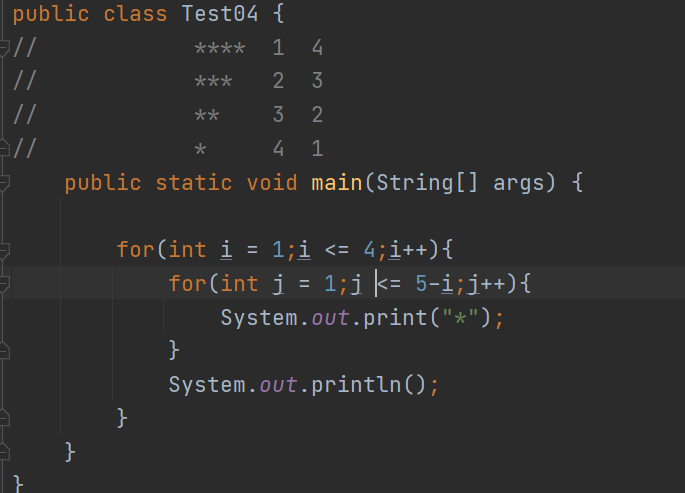 public class Test04 {
//            ****  1  4
//            ***   2  3
//            **    3  2
//            *     4  1
    public static void main(String[] args) {
        for(int i = 1;i <= 4;i++){
            for(int j = 1;j <= 5-i;j++){
                System.out.print("*");
            }
            System.out.println();
        }
    }
}